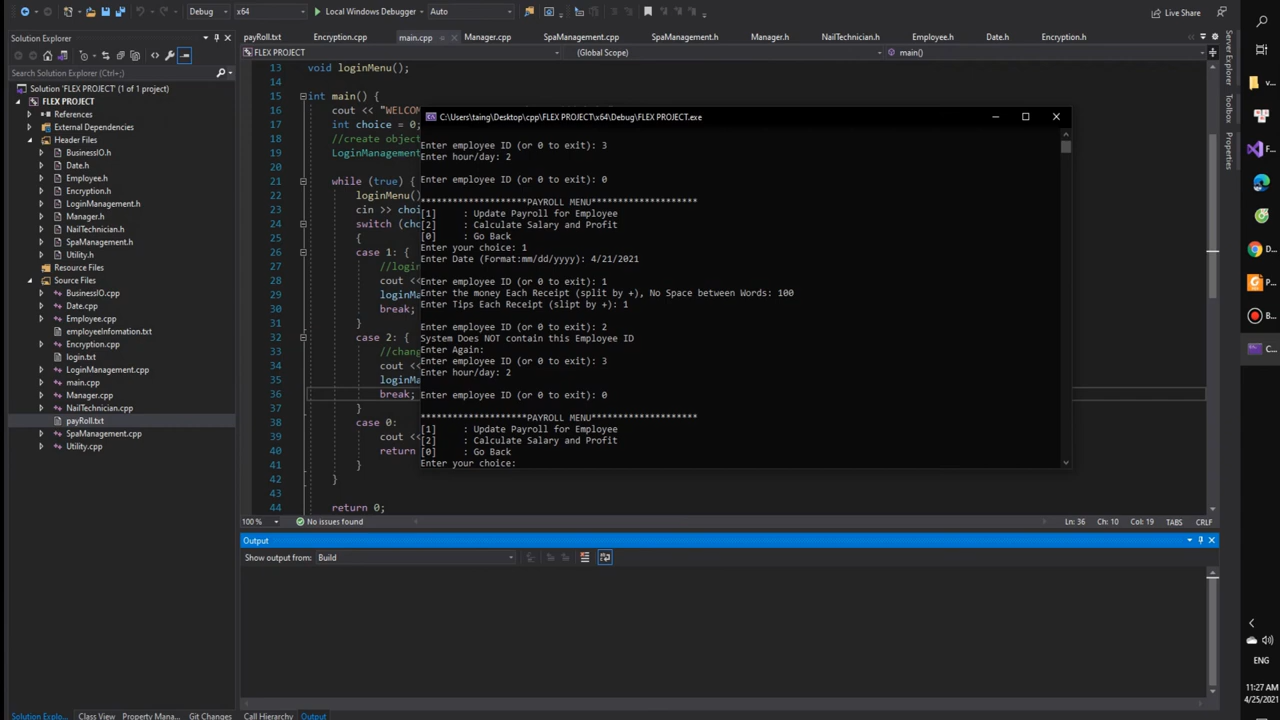 Debug
x64
Local Windows Debugger
Auto
Live Share
Solution Explorer
payRoll.txt
Encryption.cpp
main.cpp
Manager.cpp
SpaManagement.cpp
SpaManagement.h
Manager.h
NailTechnician.h
Employee.h
Date.h
Encryption.h
FLEX PROJECT
(Global Scope)
main()
Search Solution Explorer (Ctrl+;)
Solution 'FLEX PROJECT' (1 of 1 project)
FLEX PROJECT
References
External Dependencies
Header Files
BusinessIO.h
Date.h
Employee.h
Encryption.h
LoginManagement.h
Manager.h
NailTechnician.h
SpaManagement.h
Utility.h
Resource Files
Source Files
BusinessIO.cpp
Date.cpp
Employee.cpp
employeeInfomation.txt
Encryption.cpp
login.txt
LoginManagement.cpp
main.cpp
Manager.cpp
NailTechnician.cpp
payRoll.txt
SpaManagement.cpp
Utility.cpp
13 void loginMenu();
14
15 int main() {
16 cout << "WELCOM
17 int choice = 0;
18 //create object
19 LoginManagement
20
21 while (true) {
22 loginMenu()
23 cin >> choi
24 switch (cho
25 {
26 case 1: {
27 //login
28 cout <<
29 loginMa
30 break;
31 }
32 case 2: {
33 //chang
34 cout <<
35 loginMa
36 break;
37 }
38 case 0:
39 cout <<
40 return
41 }
42 }
43
44 return 0;
C:\Users\taing\Desktop\cpp\FLEX PROJECT\x64\Debug\FLEX PROJECT.exe
Enter employee ID (or 0 to exit): 3
Enter hour/day: 2
Enter employee ID (or 0 to exit): 0
*********************PAYROLL MENU*********************
[1] : Update Payroll for Employee
[2] : Calculate Salary and Profit
[0] : Go Back
Enter your choice: 1
Enter Date (Format:mm/dd/yyyy): 4/21/2021
Enter employee ID (or 0 to exit): 1
Enter the money Each Receipt (split by +), No Space between Words: 100
Enter Tips Each Receipt (slipt by +): 1
Enter employee ID (or 0 to exit): 2
System Does NOT contain this Employee ID
Enter Again:
Enter employee ID (or 0 to exit): 3
Enter hour/day: 2
Enter employee ID (or 0 to exit): 0
*********************PAYROLL MENU*********************
[1] : Update Payroll for Employee
[2] : Calculate Salary and Profit
[0] : Go Back
Enter your choice:
100 %
No issues found
Ln: 36
Ch: 10
Col: 19
TABS
CRLF
Output
Show output from:
Build
Solution Explo...
Class View
Property Mana...
Git Changes
Call Hierarchy
Output
Server Explorer
Toolbox
Properties
v...
F...
D...
F...
B...
C...
ENG
11:27 AM
4/25/2021